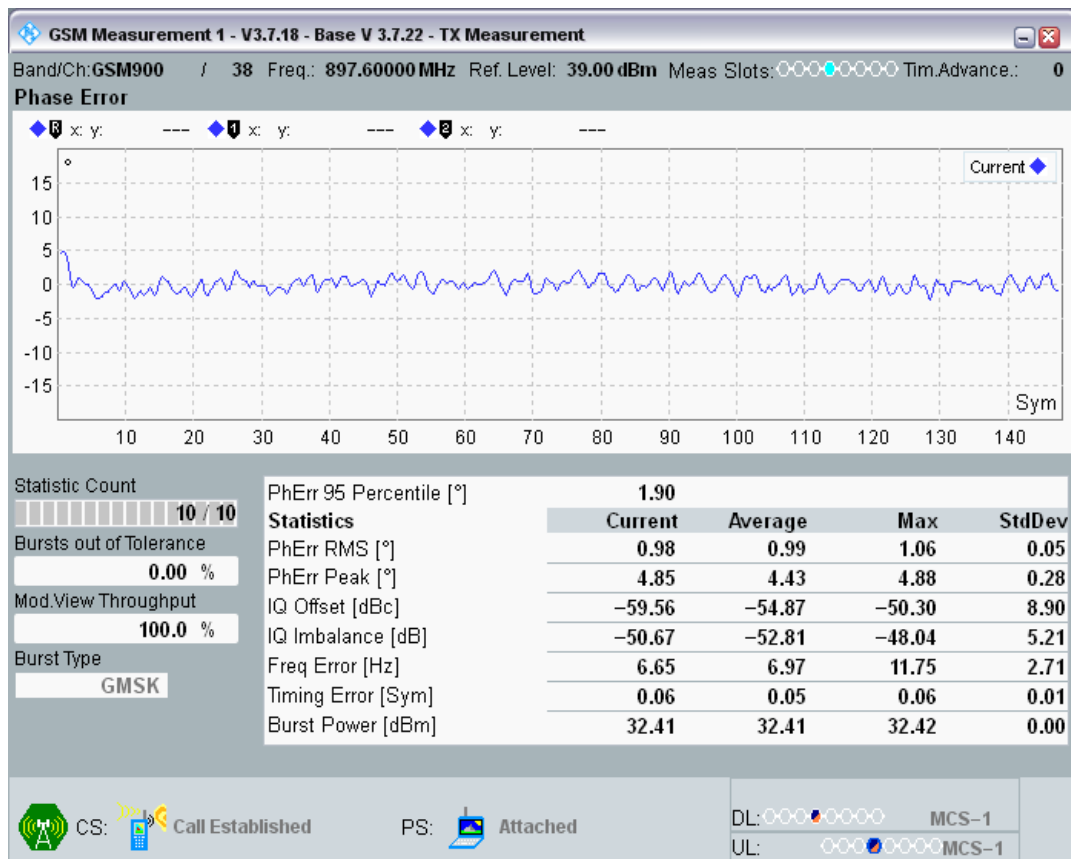 GSM Measurement 1 - V3.7.18 - Base V 3.7.22 - TX Measurement
Band/Ch:GSM900 / 38 Freq.: 897.60000 MHz Ref. Level: 39.00 dBm Meas Slots: Tim.Advance.: 0
Phase Error
R x: y: --- 1 x: y: --- 2 x: y: ---
° Current
15
10
5
0
-5
-10
-15
Sym
10 20 30 40 50 60 70 80 90 100 110 120 130 140
Statistic Count
10 / 10
Bursts out of Tolerance
0.00 %
Mod.View Throughput
100.0 %
Burst Type
GMSK
PhErr 95 Percentile [°] 1.90
Statistics Current Average Max StdDev
PhErr RMS [°] 0.98 0.99 1.06 0.05
PhErr Peak [°] 4.85 4.43 4.88 0.28
IQ Offset [dBc] −59.56 −54.87 −50.30 8.90
IQ Imbalance [dB] −50.67 −52.81 −48.04 5.21
Freq Error [Hz] 6.65 6.97 11.75 2.71
Timing Error [Sym] 0.06 0.05 0.06 0.01
Burst Power [dBm] 32.41 32.41 32.42 0.00
CS: Call Established PS: Attached
DL: MCS−1
UL: MCS−1